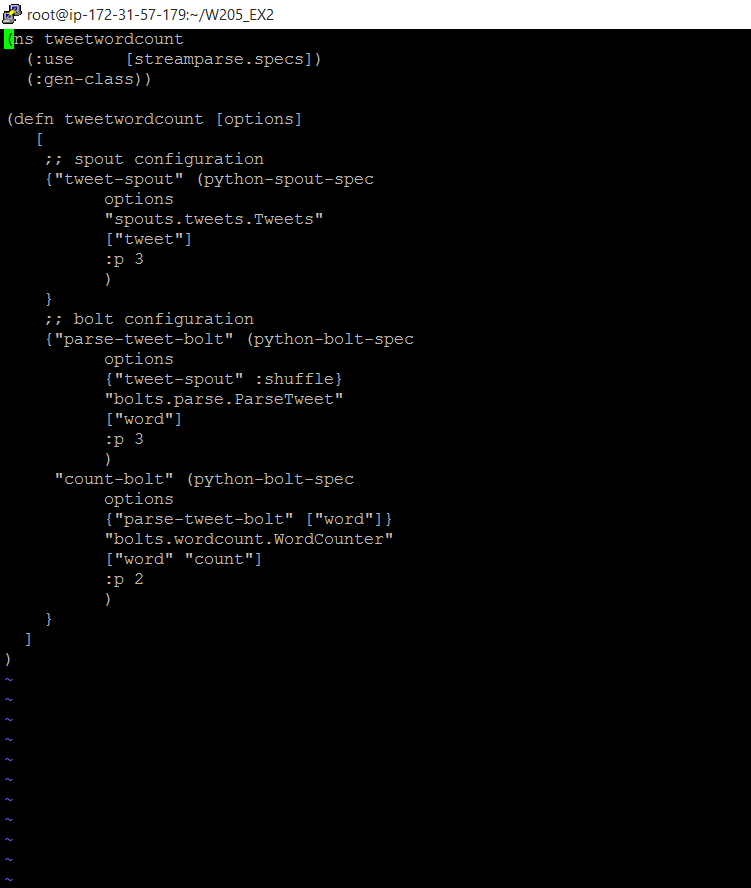 root@ip-172-31-57-179:~/W205_EX2
(ns tweetwordcount
  (:use     [streamparse.specs])
  (:gen-class))

(defn tweetwordcount [options]
   [
    ;; spout configuration
    {"tweet-spout" (python-spout-spec
          options
          "spouts.tweets.Tweets"
          ["tweet"]
          :p 3
          )
    }
    ;; bolt configuration
    {"parse-tweet-bolt" (python-bolt-spec
          options
          {"tweet-spout" :shuffle}
          "bolts.parse.ParseTweet"
          ["word"]
          :p 3
          )
     "count-bolt" (python-bolt-spec
          options
          {"parse-tweet-bolt" ["word"]}
          "bolts.wordcount.WordCounter"
          ["word" "count"]
          :p 2
          )
    }
  ]
)
~
~
~
~
~
~
~
~
~
~
~